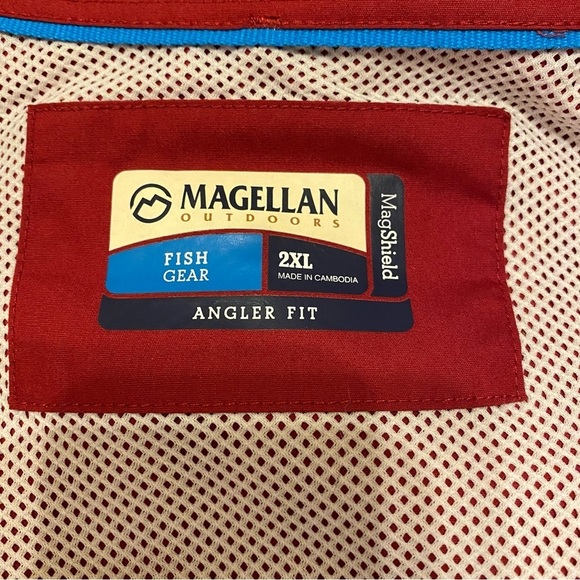 MAGELLAN
OUTDOORS
FISH
GEAR
2XL
MADE IN CAMBODIA
MagShield
ANGLER FIT